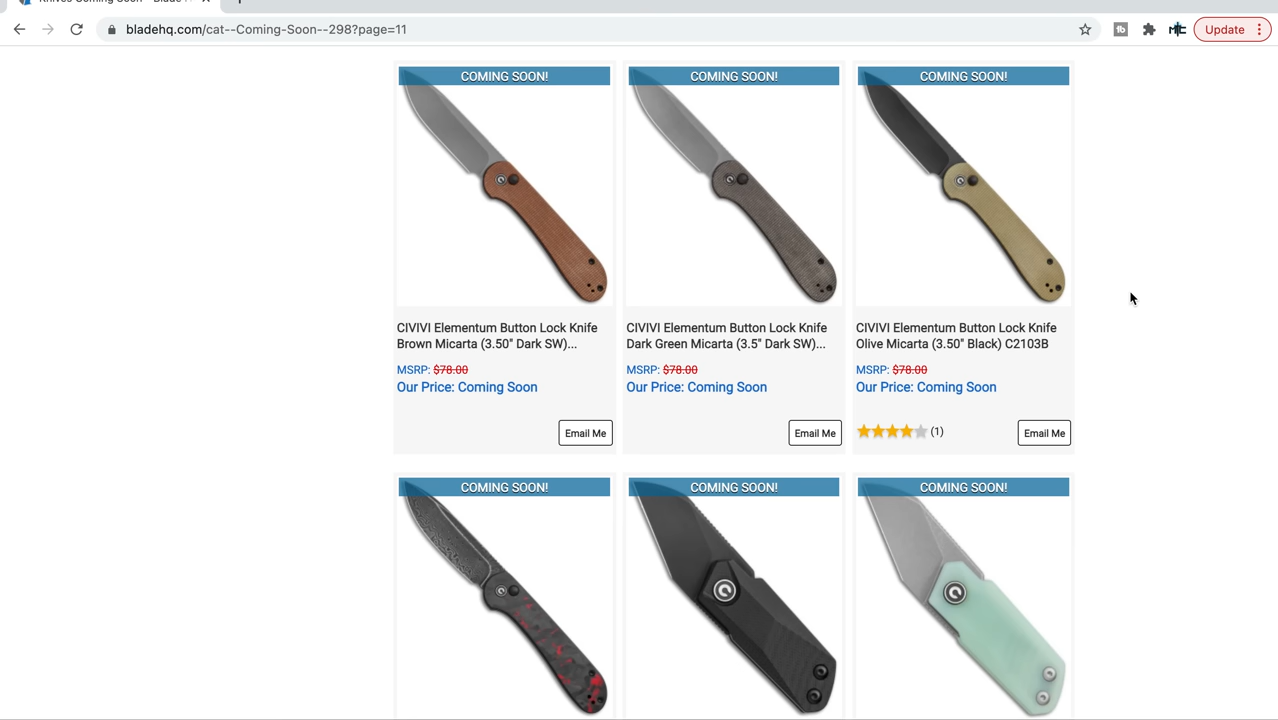 Knives Coming Soon - Blade H
bladehq.com/cat--Coming-Soon--298?page=11
Update
COMING SOON!
COMING SOON!
COMING SOON!
CIVIVI Elementum Button Lock Knife
Brown Micarta (3.50" Dark SW)...
MSRP: $78.00
Our Price: Coming Soon
Email Me
CIVIVI Elementum Button Lock Knife
Dark Green Micarta (3.5" Dark SW)...
MSRP: $78.00
Our Price: Coming Soon
Email Me
CIVIVI Elementum Button Lock Knife
Olive Micarta (3.50" Black) C2103B
MSRP: $78.00
Our Price: Coming Soon
(1)
Email Me
COMING SOON!
COMING SOON!
COMING SOON!